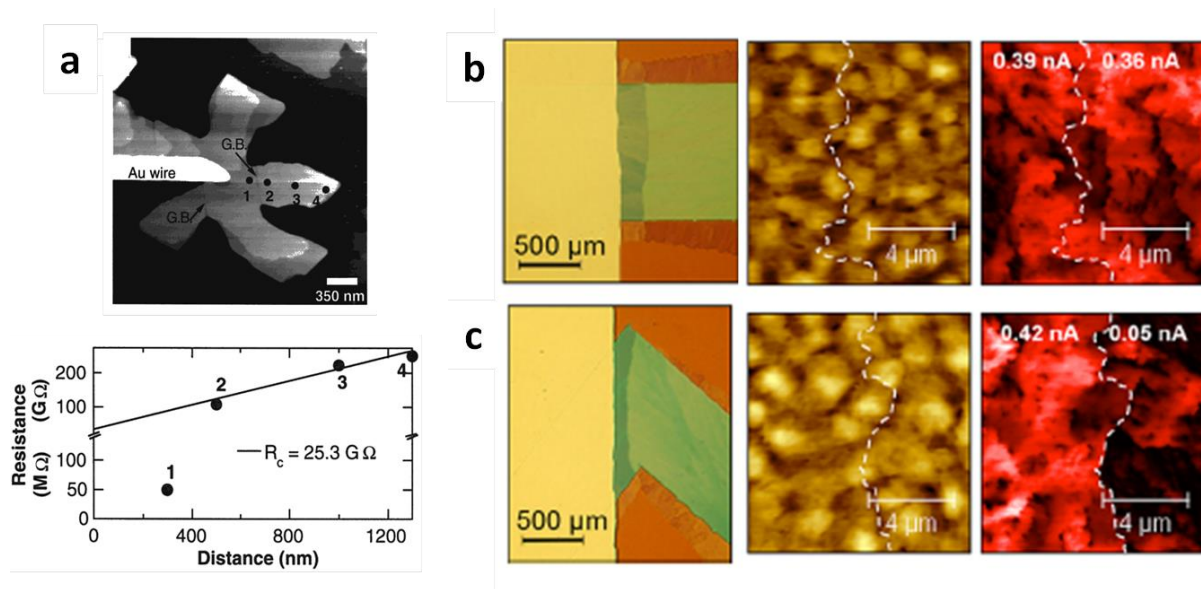 a
G.B.
Au wire
1 2 3 4
G.B.
350 nm
Resistance
(MΩ) (GΩ)
200
100
100
50
0
2
3
4
1
R_c = 25.3 GΩ
0 400 800 1200
Distance (nm)
b
500 µm
4 µm
0.39 nA 0.36 nA
4 µm
c
500 µm
4 µm
0.42 nA 0.05 nA
4 µm